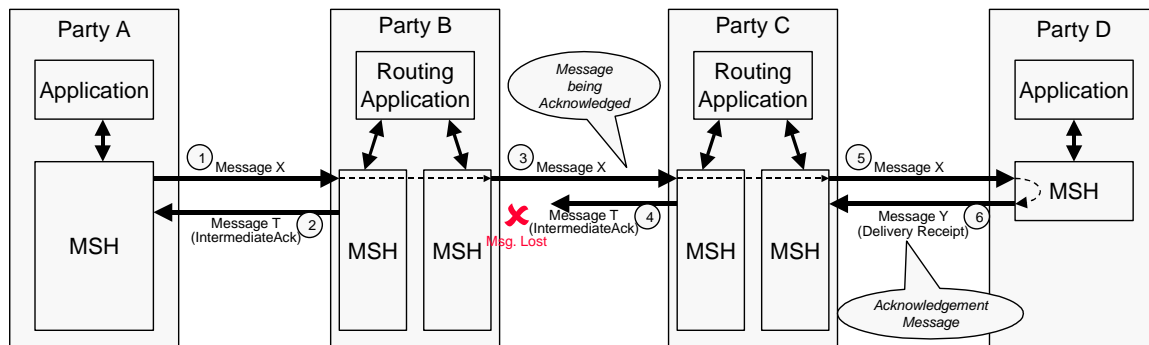 Party A
Party B
Party C
Party D
Application
Routing
Application
Message
being
Acknowledged
Routing
Application
Application
1
Message X
3
Message X
5
Message X
MSH
MSH
MSH
MSH
MSH
MSH
Message T
(IntermediateAck)
2
Msg. Lost
Message T
(IntermediateAck)
4
Message Y
(Delivery Receipt)
6
Acknowledgement
Message